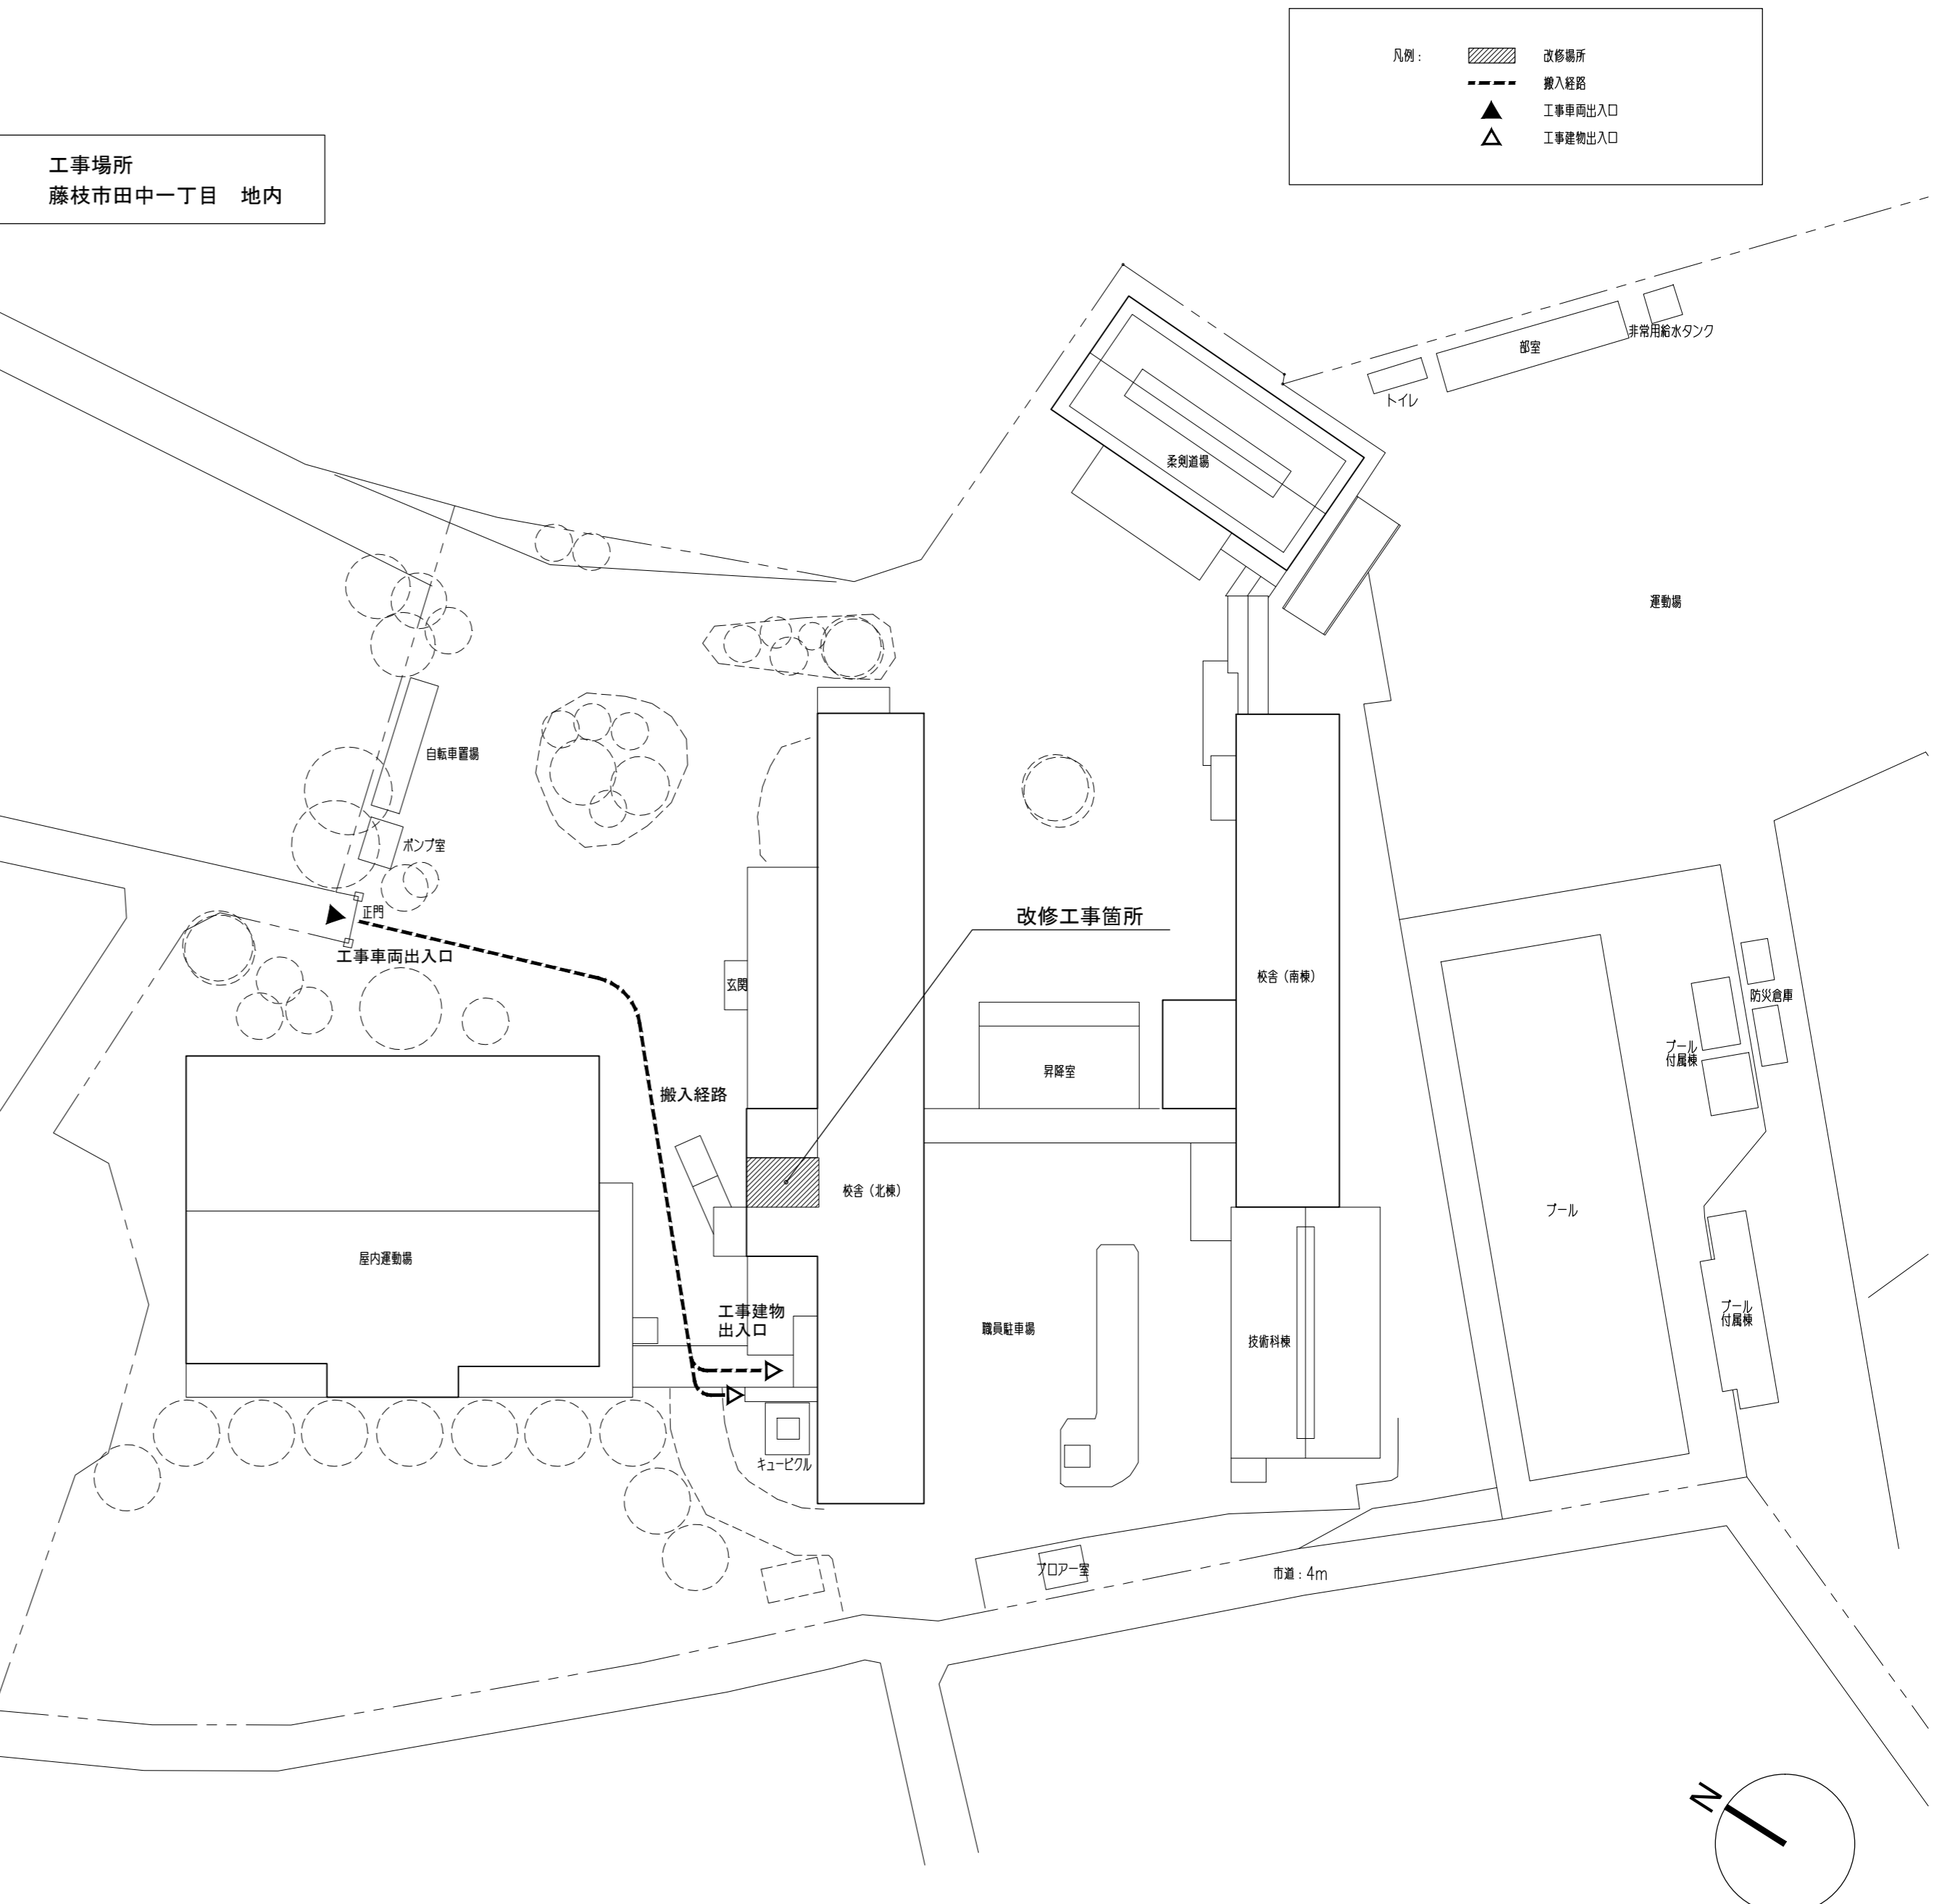 凡例：
改修場所
搬入経路
工事車両出入口
工事建物出入口
工事場所
藤枝市田中一丁目　地内
非常用給水タンク
部室
トイレ
柔剣道場
運動場
自転車置場
ポンプ室
正門
工事車両出入口
改修工事箇所
玄関
校舎（南棟）
防災倉庫
プール
付属棟
昇降室
搬入経路
校舎（北棟）
プール
屋内運動場
工事建物
出入口
職員駐車場
技術科棟
プール
付属棟
キュービクル
ブロアー室
市道：4m
N